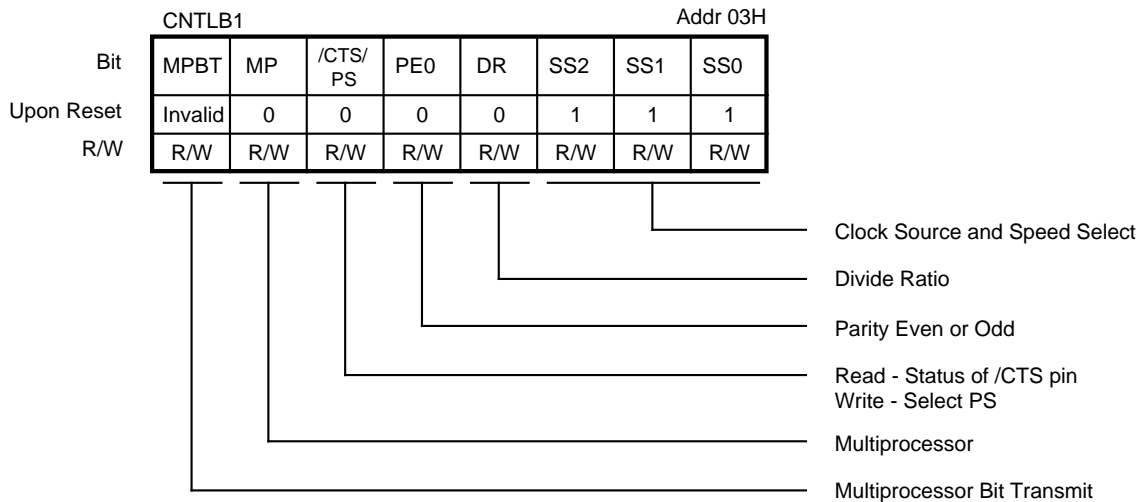 CNTLB1 Addr 03H
Bit MPBT MP /CTS/ PS PE0 DR SS2 SS1 SS0
Upon Reset Invalid 0 0 0 0 1 1 1
R/W R/W R/W R/W R/W R/W R/W R/W R/W
Clock Source and Speed Select
Divide Ratio
Parity Even or Odd
Read - Status of /CTS pin
Write - Select PS
Multiprocessor
Multiprocessor Bit Transmit